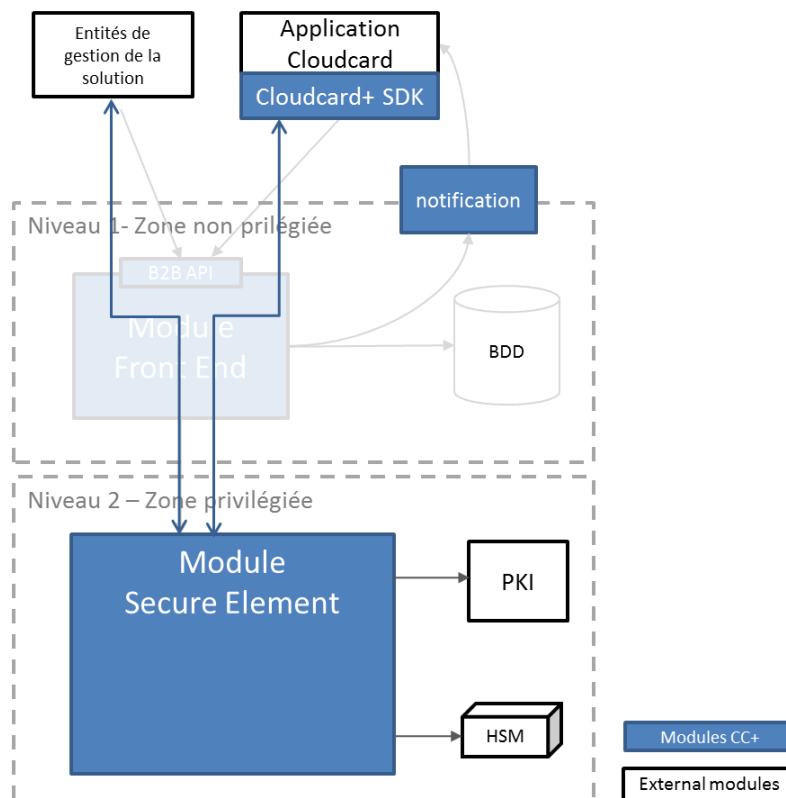 Entités de
gestion de la
solution
Application
Cloudcard
Cloudcard+ SDK
notification
Niveau 1- Zone non prilégiée
B2B API
Module
Front End
BDD
Niveau 2 – Zone privilégiée
Module
Secure Element
PKI
HSM
Modules CC+
External modules